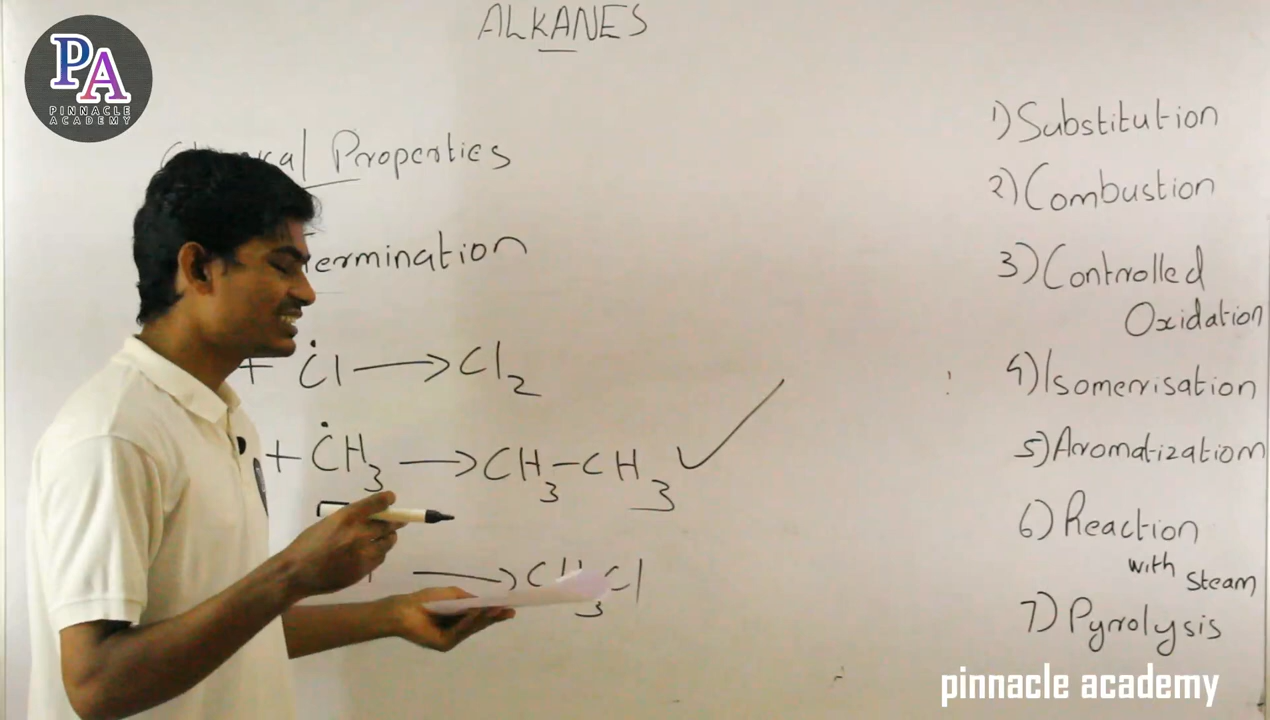 ALKANES
PA
PINNACLE
ACADEMY
Properties
ermination
+ Ċl ⟶ Cl₂
+ ĊH₃ ⟶ CH₃-CH₃ ✓
⟶ CH₃Cl
1) Substitution
2) Combustion
3) Controlled
Oxidation
4) Isomerisation
5) Aromatization
6) Reaction
with Steam
7) Pyrolysis
pinnacle academy